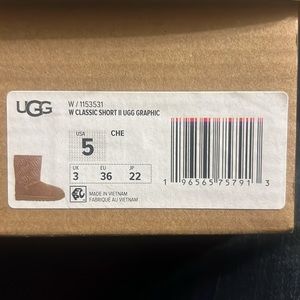 UGG
W / 1153531
W CLASSIC SHORT II UGG GRAPHIC
USA
5
CHE
UK
3
EU
36
JP
22
MADE IN VIETNAM
FABRIQUÉ AU VIETNAM
1 96565 75791 3